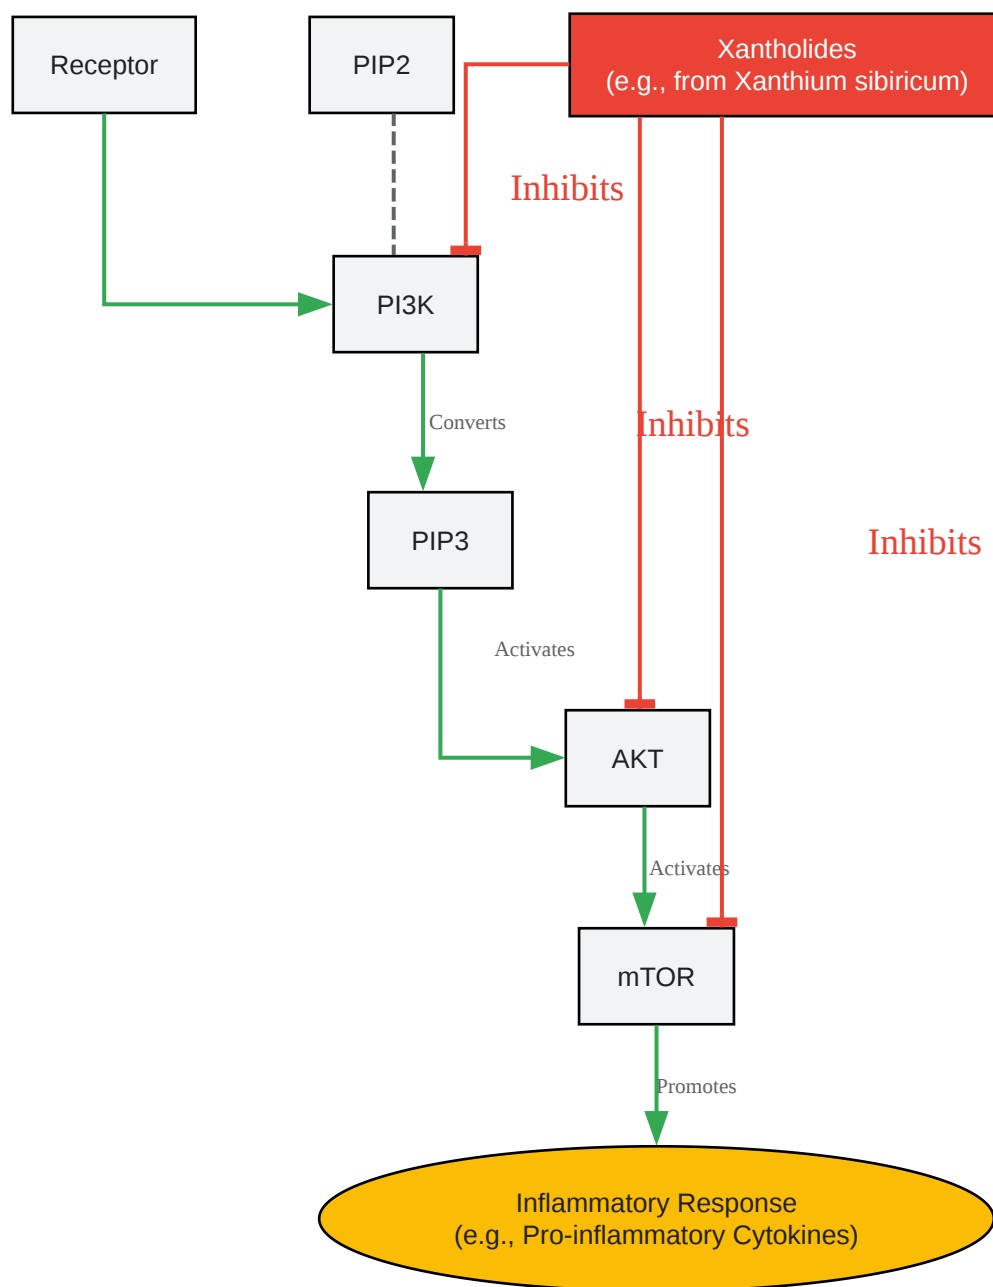 Receptor
PIP2
Xantholides
(e.g., from Xanthium sibiricum)
Inhibits
PI3K
Converts
Inhibits
PIP3
Inhibits
Activates
AKT
Activates
mTOR
Promotes
Inflammatory Response
(e.g., Pro-inflammatory Cytokines)